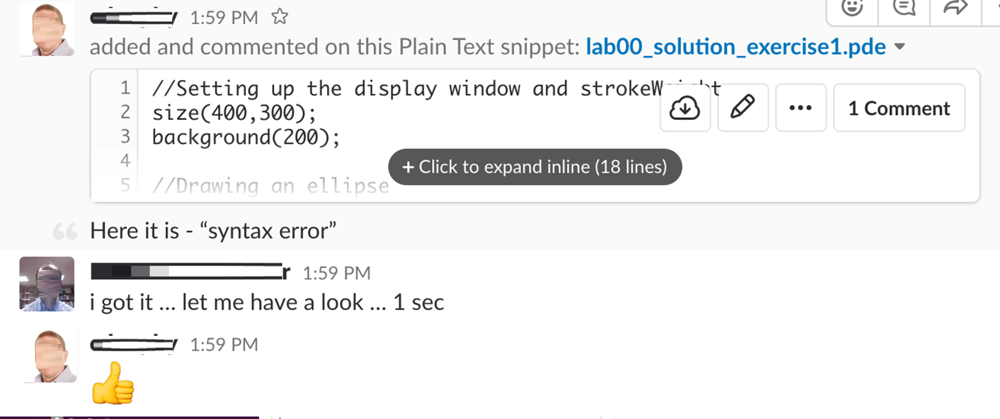 1:59 PM
added and commented on this Plain Text snippet: lab00_solution_exercise1.pde
1 //Setting up the display window and strokeWeight
2 size(400,300);
1 Comment
3 background(200);
4
+ Click to expand inline (18 lines)
5 //Drawing an ellipse
Here it is - “syntax error”
r 1:59 PM
i got it ... let me have a look ... 1 sec
1:59 PM